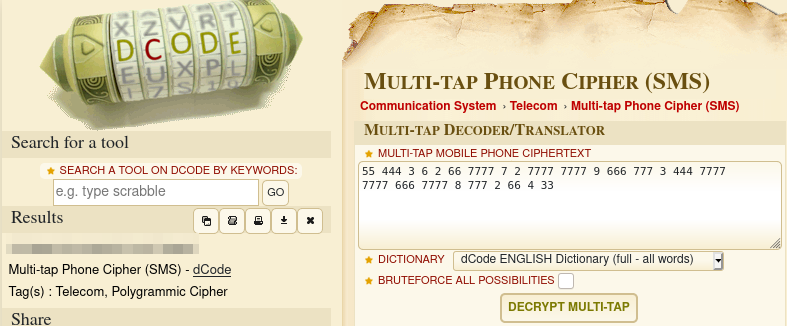 X Z V R T
D C O D E
E U X P I
Search for a tool
SEARCH A TOOL ON DCODE BY KEYWORDS:
e.g. type scrabble
GO
Results
Multi-tap Phone Cipher (SMS) - dCode
Tag(s) : Telecom, Polygrammic Cipher
Share
MULTI-TAP PHONE CIPHER (SMS)
Communication System › Telecom › Multi-tap Phone Cipher (SMS)
MULTI-TAP DECODER/TRANSLATOR
MULTI-TAP MOBILE PHONE CIPHERTEXT
55 444 3 6 2 66 7777 7 2 7777 7777 9 666 777 3 444 7777
7777 666 7777 8 777 2 66 4 33
DICTIONARY dCode ENGLISH Dictionary (full - all words)
BRUTEFORCE ALL POSSIBILITIES
DECRYPT MULTI-TAP